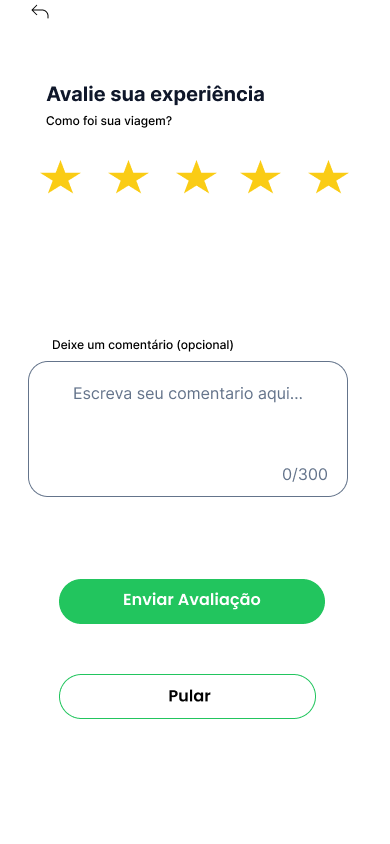 Avalie sua experiência
Como foi sua viagem?
Deixe um comentário (opcional)
Escreva seu comentario aqui...
0/300
Enviar Avaliação
Pular